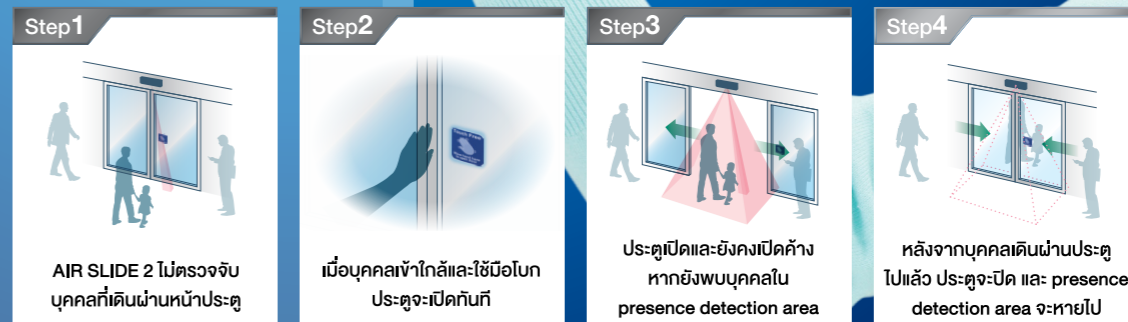 Step1
AIR SLIDE 2 ไม่ตรวจจับ
บุคคลที่เดินผ่านหน้าประตู
Step2
Touch Free
เมื่อบุคคลเข้าใกล้และใช้มือโบก
ประตูจะเปิดทันที
Step3
ประตูเปิดและยังคงเปิดค้าง
หากยังพบบุคคลใน
presence detection area
Step4
หลังจากบุคคลเดินผ่านประตู
ไปแล้ว ประตูจะปิด และ presence
detection area จะหายไป